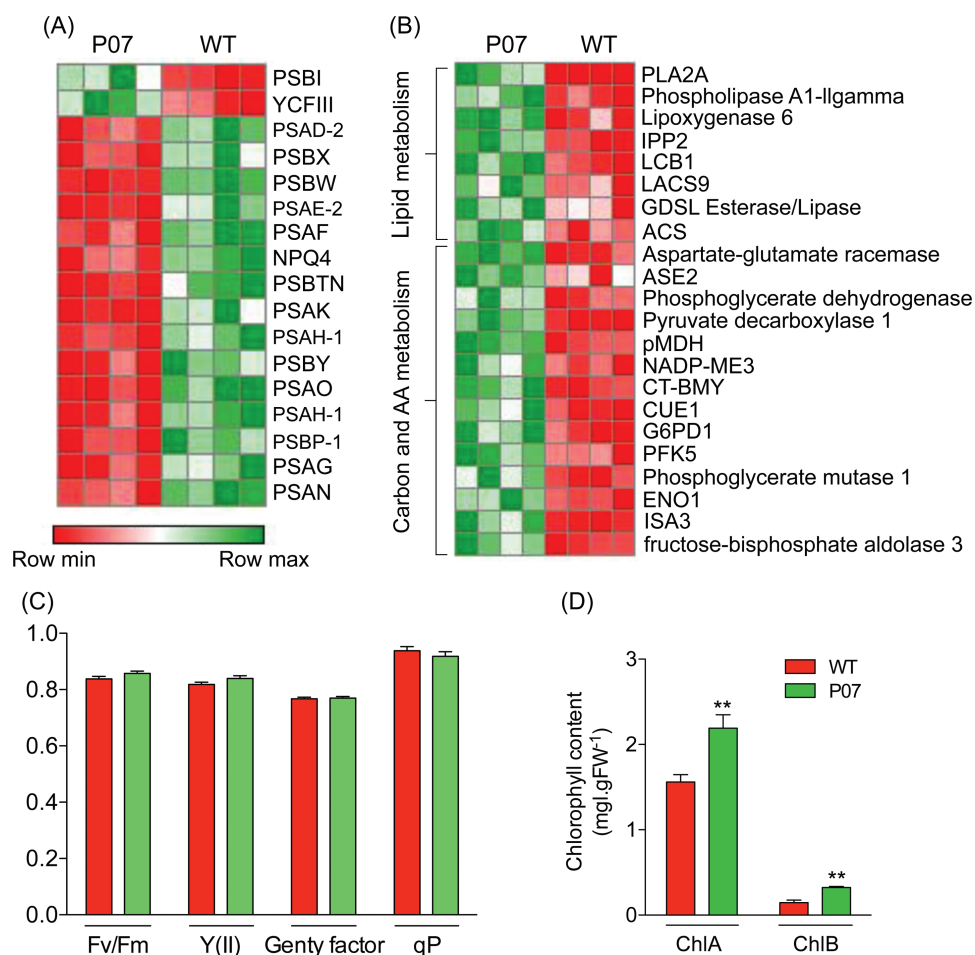 (A)
P07 WT
PSBI
YCFIII
PSAD-2
PSBX
PSBW
PSAE-2
PSAF
NPQ4
PSBTN
PSAK
PSAH-1
PSBY
PSAO
PSAH-1
PSBP-1
PSAG
PSAN
Row min Row max
(B)
P07 WT
Lipid metabolism
Carbon and AA metabolism
PLA2A
Phospholipase A1-IIgamma
Lipoxygenase 6
IPP2
LCB1
LACS9
GDSL Esterase/Lipase
ACS
Aspartate-glutamate racemase
ASE2
Phosphoglycerate dehydrogenase
Pyruvate decarboxylase 1
pMDH
NADP-ME3
CT-BMY
CUE1
G6PD1
PFK5
Phosphoglycerate mutase 1
ENO1
ISA3
fructose-bisphosphate aldolase 3
(C)
1.0
0.8
0.6
0.4
0.2
0.0
Fv/Fm Y(II) Genty factor qP
(D)
Chlorophyll content
(mgl.gFW-1)
3
2
1
0
WT
P07
**
**
ChlA ChlB